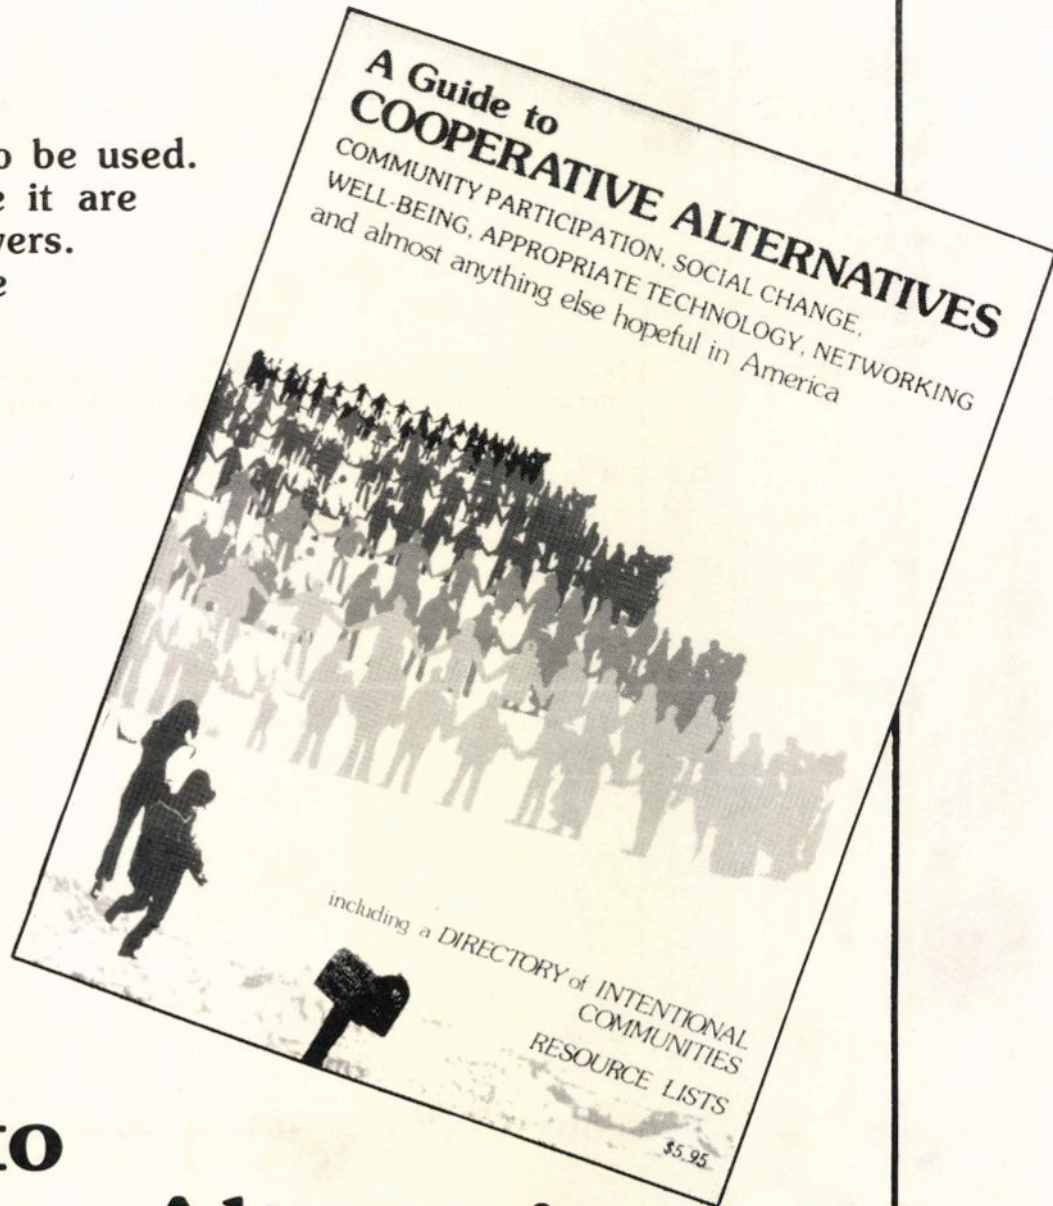 o be used.
e it are
vers.
e
A Guide to
COOPERATIVE ALTERNATIVES
COMMUNITY PARTICIPATION, SOCIAL CHANGE,
WELL-BEING, APPROPRIATE TECHNOLOGY, NETWORKING
and almost anything else hopeful in America
including a DIRECTORY of INTENTIONAL
COMMUNITIES
RESOURCE LISTS
$5.95
to